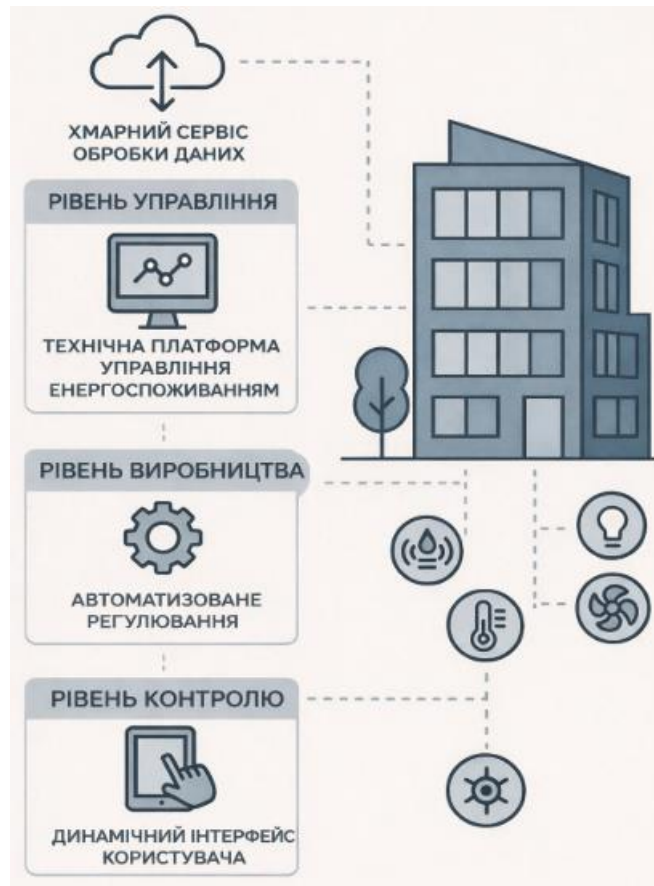 ХМАРНИЙ СЕРВІС
ОБРОБКИ ДАНИХ
РІВЕНЬ УПРАВЛІННЯ
ТЕХНІЧНА ПЛАТФОРМА
УПРАВЛІННЯ
ЕНЕРГОСПОЖИВАННЯМ
РІВЕНЬ ВИРОБНИЦТВА
АВТОМАТИЗОВАНЕ
РЕГУЛЮВАННЯ
РІВЕНЬ КОНТРОЛЮ
ДИНАМІЧНИЙ ІНТЕРФЕЙС
КОРИСТУВАЧА